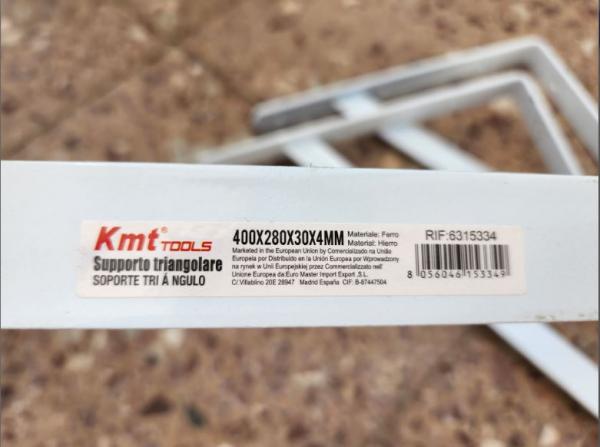 Kmt® TOOLS
Supporto triangolare
SOPORTE TRI Á NGULO
400X280X30X4MM
Materiale: Ferro
Material: Hierro
Marketed in the European Union by Comercializado na União
Europeia por Distribuido en la Unión Europea por Wprowadzony
na rynek w Unii Europejskiej przez Commercializzato nell'
Unione Europea da:Euro Master Import Export .S.L.
C/.Villablino 20E 28947 Madrid España CIF: B-87447504
RIF:6315334
8 056046 153349